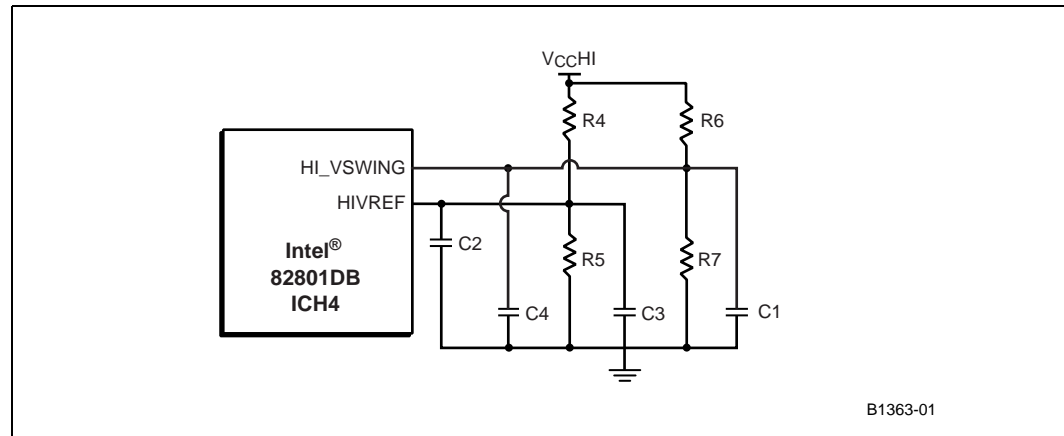 VCCHI
R4
R6
HI_VSWING
HIVREF
Intel®
82801DB
ICH4
C2
R5
R7
C4
C3
C1
B1363-01